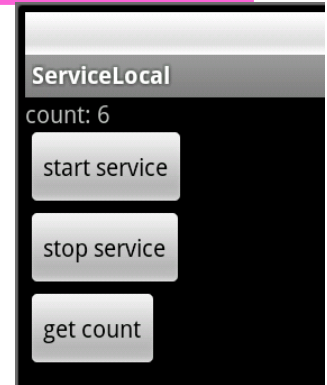 ServiceLocal
count: 6
start service
stop service
get count